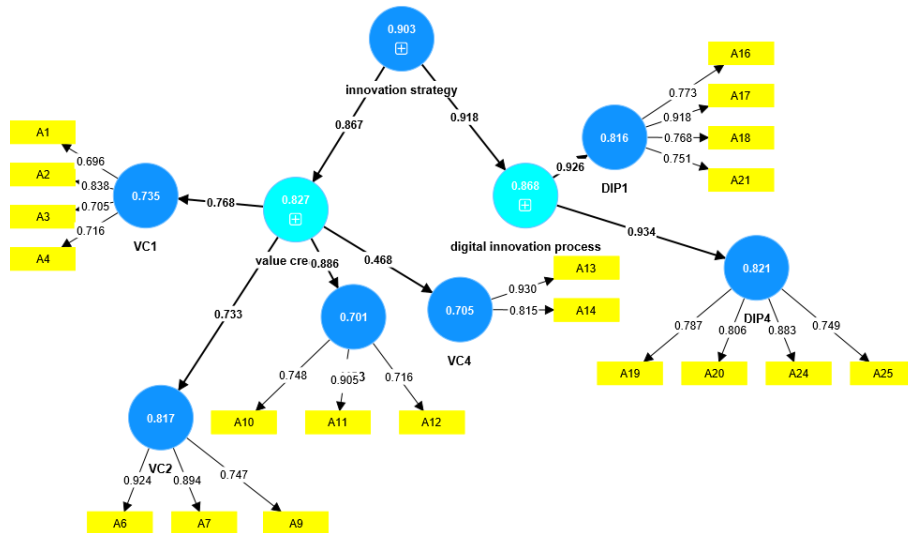 0.903
innovation strategy
0.867
0.918
A16
A17
A18
A21
0.773
0.918
0.768
0.751
0.816
DIP1
0.926
0.868
digital innovation process
0.934
0.821
DIP4
0.787
0.806
0.883
0.749
A19
A20
A24
A25
A1
A2
A3
A4
0.696
0.838
0.705
0.716
0.735
VC1
0.768
0.827
value cre
0.886
0.468
0.733
0.701
0.748
0.905
0.716
A10
A11
A12
0.705
VC4
0.930
0.815
A13
A14
0.817
VC2
0.924
0.894
0.747
A6
A7
A9